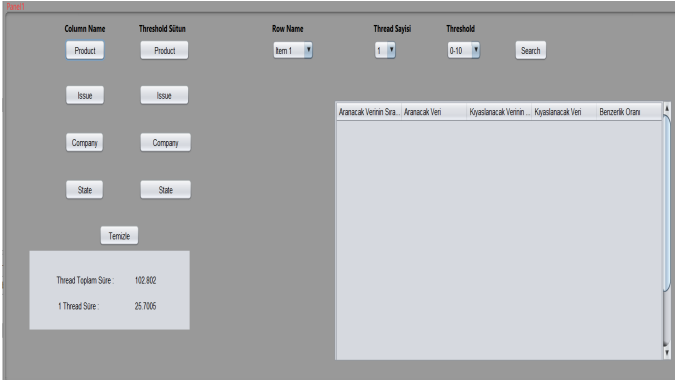 Panel1
Column Name Threshold Sütun Row Name Thread Sayisi Threshold
Product Product Item 1 1 0-10 Search
Issue Issue
Aranacak Verinin Sıra... Aranacak Veri Kıyaslanacak Verinin ... Kıyaslanacak Veri Benzerlik Oranı
Company Company
State State
Temizle
Thread Toplam Süre : 102.802
1 Thread Süre : 25.7005